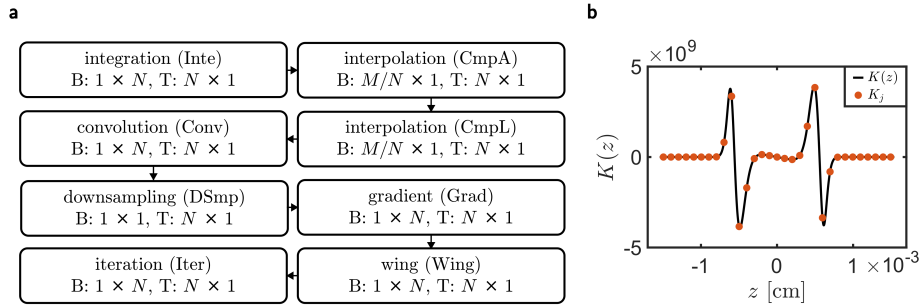 a
integration (Inte)
B: 1 × N, T: N × 1
interpolation (CmpA)
B: M/N × 1, T: N × 1
convolution (Conv)
B: 1 × N, T: N × 1
interpolation (CmpL)
B: M/N × 1, T: N × 1
downsampling (DSmp)
B: 1 × 1, T: N × 1
gradient (Grad)
B: 1 × N, T: N × 1
iteration (Iter)
B: 1 × N, T: N × 1
wing (Wing)
B: 1 × N, T: N × 1
b
×10⁹
5
0
-5
K(z)
K(z)
K_j
-1
0
1
×10⁻³
z [cm]